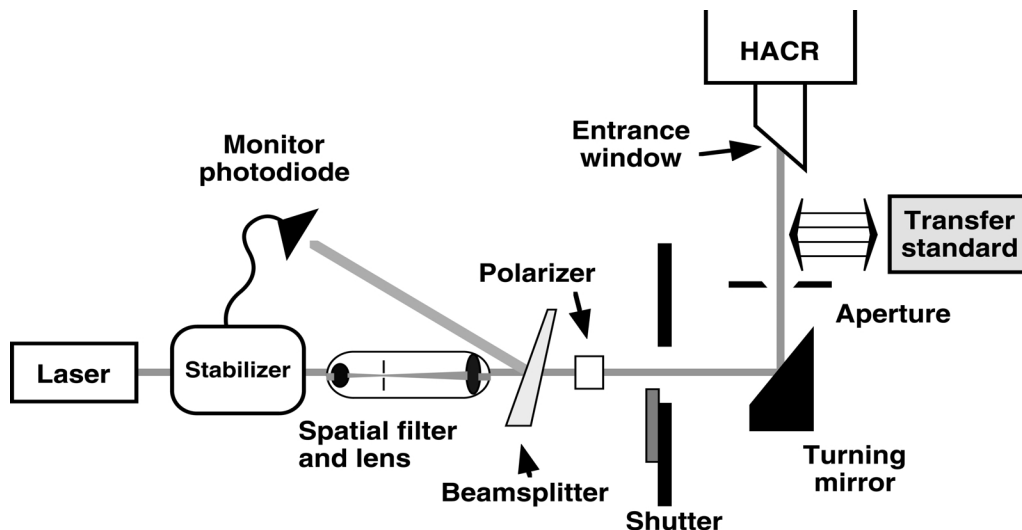 HACR
Entrance
window
Monitor
photodiode
Transfer
standard
Polarizer
Aperture
Laser
Stabilizer
Spatial filter
and lens
Beamsplitter
Turning
mirror
Shutter